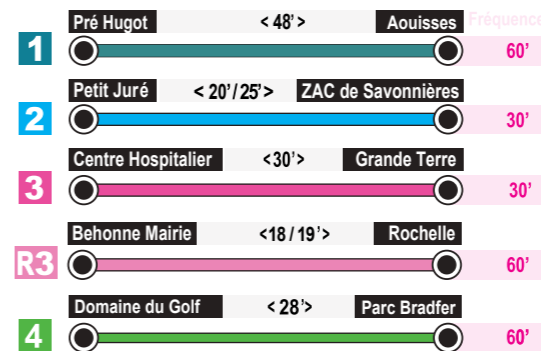 Pré Hugot < 48'> Aouisses Fréquence
1 60'
Petit Juré < 20'/ 25'> ZAC de Savonnières
2 30'
Centre Hospitalier <30'> Grande Terre
3 30'
Behonne Mairie <18 / 19'> Rochelle
R3 60'
Domaine du Golf < 28'> Parc Bradfer
4 60'